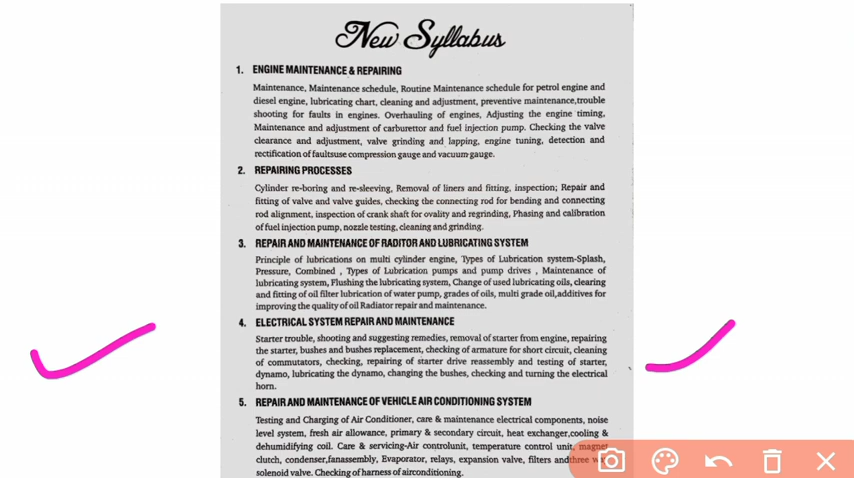 New Syllabus
1. ENGINE MAINTENANCE & REPAIRING
Maintenance, Maintenance schedule, Routine Maintenance schedule for petrol engine and
diesel engine, lubricating chart, cleaning and adjustment, preventive maintenance,trouble
shooting for faults in engines. Overhauling of engines, Adjusting the engine timing,
Maintenance and adjustment of carburettor and fuel injection pump. Checking the valve
clearance and adjustment, valve grinding and lapping, engine tuning, detection and
rectification of faultsuse compression gauge and vacuum gauge.
2. REPAIRING PROCESSES
Cylinder re-boring and re-sleeving, Removal of liners and fitting, inspection; Repair and
fitting of valve and valve guides, checking the connecting rod for bending and connecting
rod alignment, inspection of crank shaft for ovality and regrinding, Phasing and calibration
of fuel injection pump, nozzle testing, cleaning and grinding.
3. REPAIR AND MAINTENANCE OF RADITOR AND LUBRICATING SYSTEM
Principle of lubrications on multi cylinder engine, Types of Lubrication system-Splash,
Pressure, Combined , Types of Lubrication pumps and pump drives , Maintenance of
lubricating system, Flushing the lubricating system, Change of used lubricating oils, clearing
and fitting of oil filter lubrication of water pump, grades of oils, multi grade oil,additives for
improving the quality of oil Radiator repair and maintenance.
4. ELECTRICAL SYSTEM REPAIR AND MAINTENANCE
Starter trouble, shooting and suggesting remedies, removal of starter from engine, repairing
the starter, bushes and bushes replacement, checking of armature for short circuit, cleaning
of commutators, checking, repairing of starter drive reassembly and testing of starter,
dynamo, lubricating the dynamo, changing the bushes, checking and turning the electrical
horn.
5. REPAIR AND MAINTENANCE OF VEHICLE AIR CONDITIONING SYSTEM
Testing and Charging of Air Conditioner, care & maintenance electrical components, noise
level system, fresh air allowance, primary & secondary circuit, heat exchanger,cooling &
dehumidifying coil. Care & servicing-Air controlunit, temperature control unit, magnet
clutch, condenser,fanassembly, Evaporator, relays, expansion valve, filters andthree
solenoid valve. Checking of harness of airconditioning.